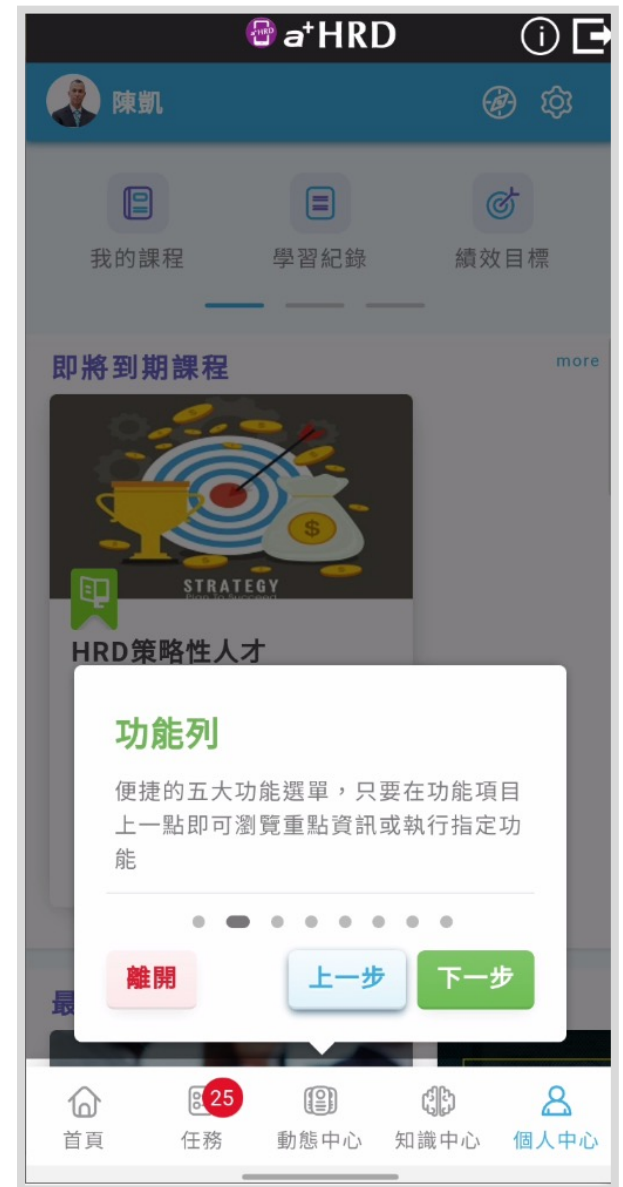 a+HRD
陳凱
我的課程
學習紀錄
績效目標
即將到期課程
more
STRATEGY
Plan To Succeed
HRD策略性人才
功能列
便捷的五大功能選單，只要在功能項目
上一點即可瀏覽重點資訊或執行指定功
能
離開
上一步
下一步
最
25
首頁
任務
動態中心
知識中心
個人中心